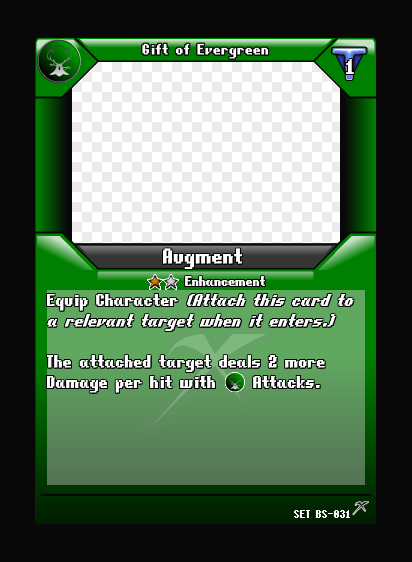 Gift of Evergreen
1
Augment
Enhancement
Equip Character (Attach this card to
a relevant target when it enters.)
The attached target deals 2 more
Damage per hit with Attacks.
SET BS-031